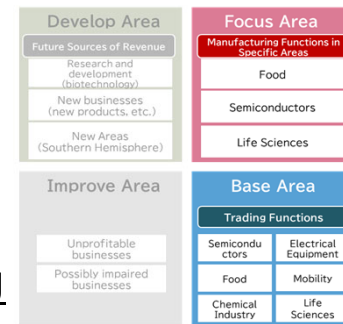 Develop Area
Future Sources of Revenue
Research and
development
(biotechnology)
New businesses
(new products. etc.)
New Areas
(Southern Hemisphere)
Focus Area
Manufacturing Functions in
Specific Areas
Food
Semiconductors
Life Sciences
Improve Area
Unprofitable
businesses
Possibly impaired
businesses
Base Area
Trading Functions
Semicondu
ctors
Electrical
Equipment
Food
Mobility
Chemical
Industry
Life
Sciences